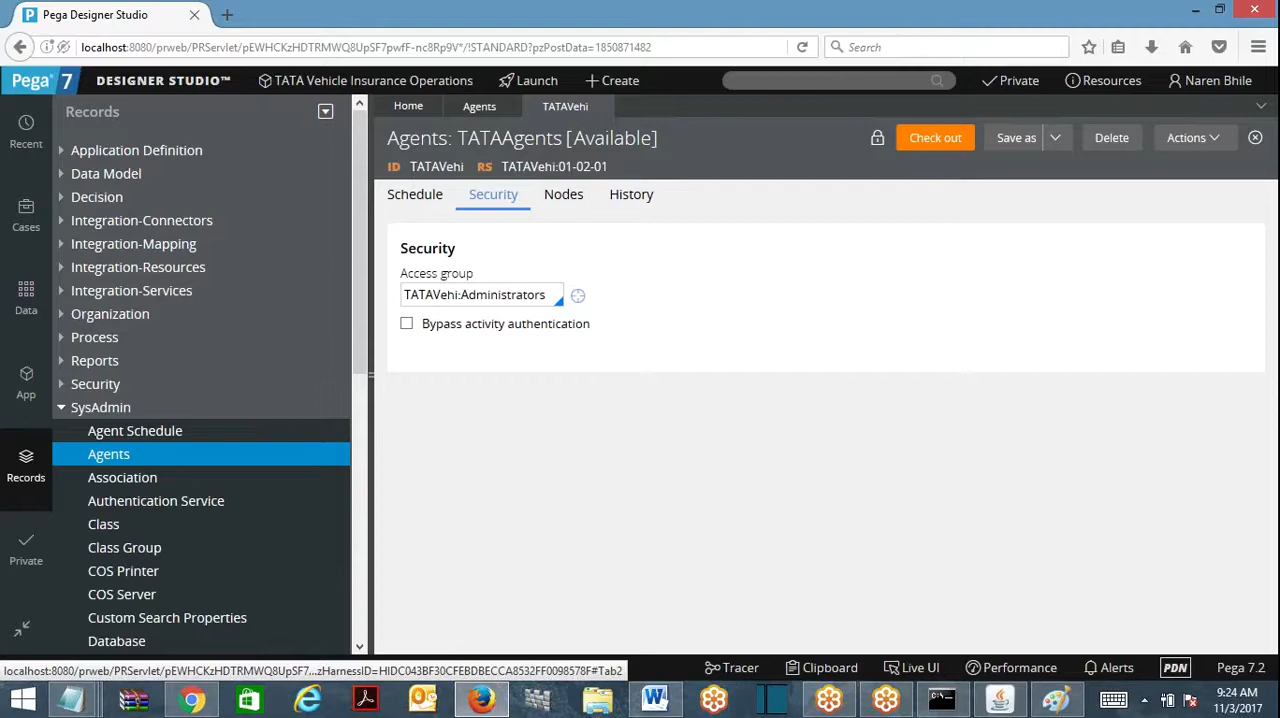 Pega Designer Studio
localhost:8080/prweb/PRServlet/pEWHCKzHDTRMWQ8UpSF7pwfF-nc8Rp9V*/!STANDARD?pzPostData=1850871482
Search
Pega 7 DESIGNER STUDIO™ TATA Vehicle Insurance Operations Launch Create Private Resources Naren Bhile
Recent
Cases
Data
App
Records
Private
Records
Application Definition
Data Model
Decision
Integration-Connectors
Integration-Mapping
Integration-Resources
Integration-Services
Organization
Process
Reports
Security
SysAdmin
Agent Schedule
Agents
Association
Authentication Service
Class
Class Group
COS Printer
COS Server
Custom Search Properties
Database
Home Agents TATAVehi
Agents: TATAAgents [Available]
Check out Save as Delete Actions
ID TATAVehi RS TATAVehi:01-02-01
Schedule Security Nodes History
Security
Access group
TATAVehi:Administrators
Bypass activity authentication
localhost:8080/prweb/PRServlet/pEWHCKzHDTRMWQ8UpSF7...zHarnessID=HIDC043BF30CFEBDBECCA8532FF0098578F#Tab2
Tracer Clipboard Live UI Performance Alerts PDN Pega 7.2
9:24 AM
11/3/2017